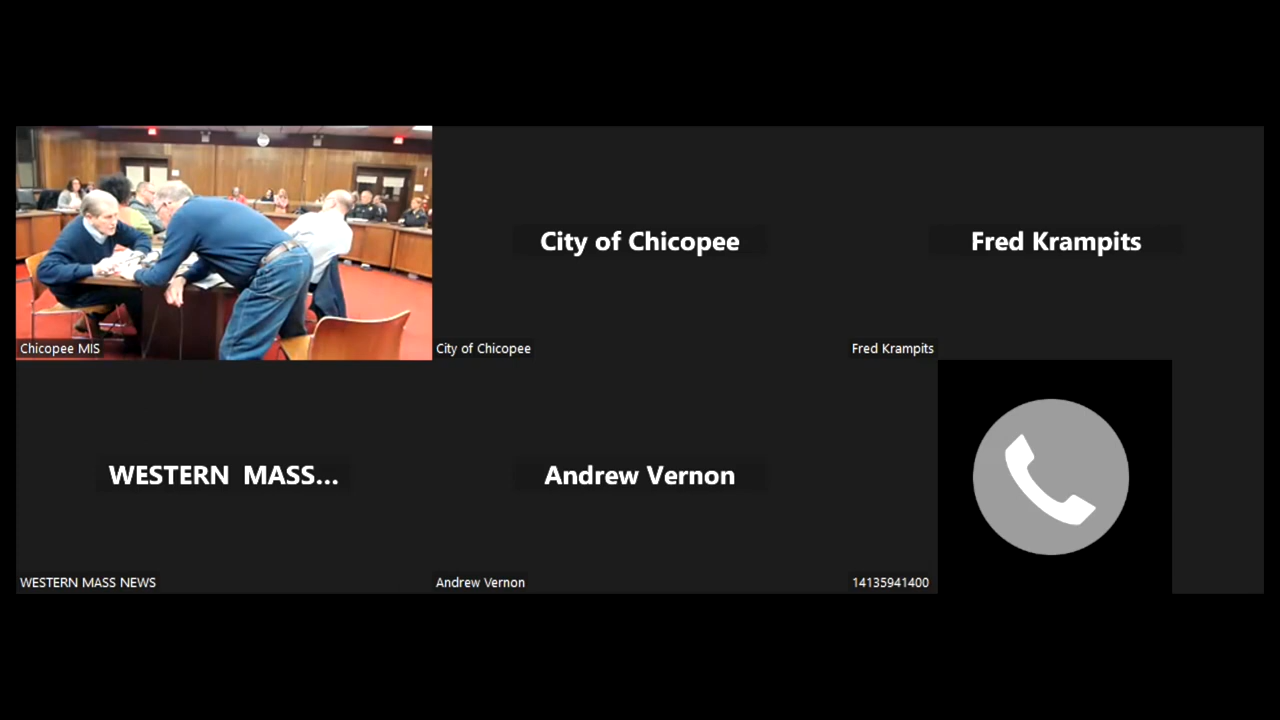 City of Chicopee
Fred Krampits
Chicopee MIS
City of Chicopee
Fred Krampits
WESTERN MASS...
Andrew Vernon
WESTERN MASS NEWS
Andrew Vernon
14135941400